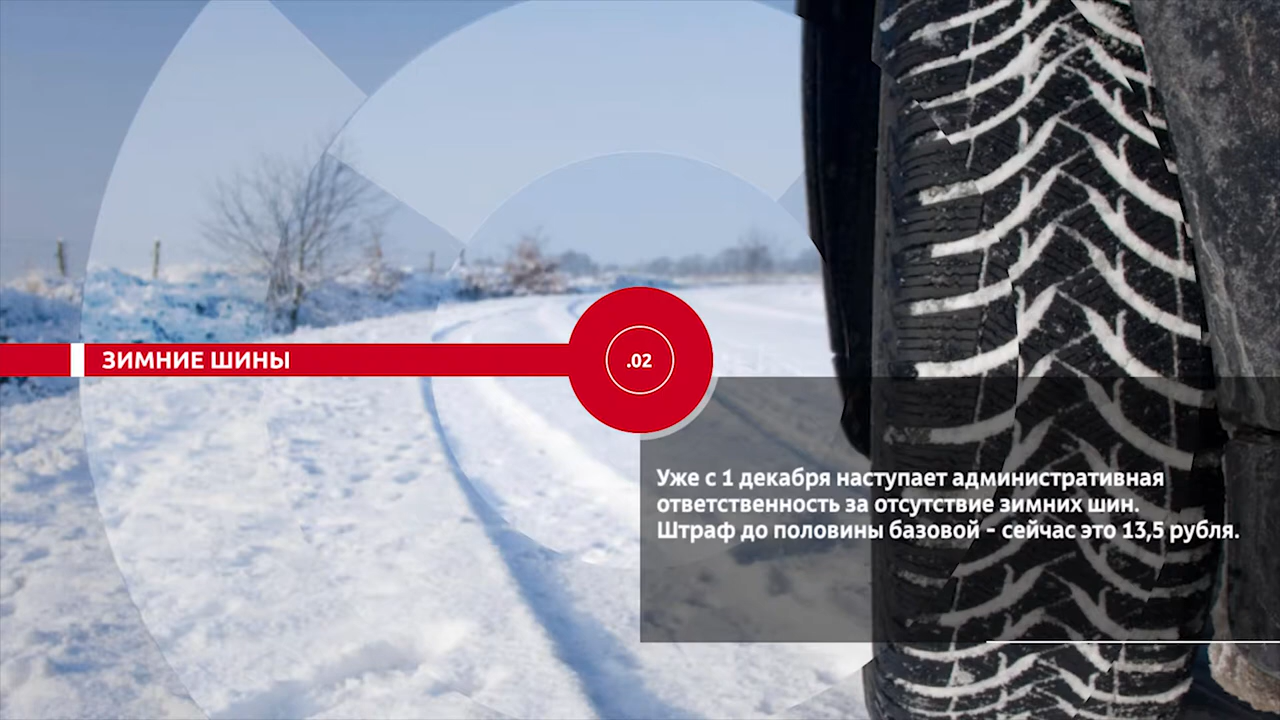 ЗИМНИЕ ШИНЫ
.02
Уже с 1 декабря наступает административная
ответственность за отсутствие зимних шин.
Штраф до половины базовой - сейчас это 13,5 рубля.